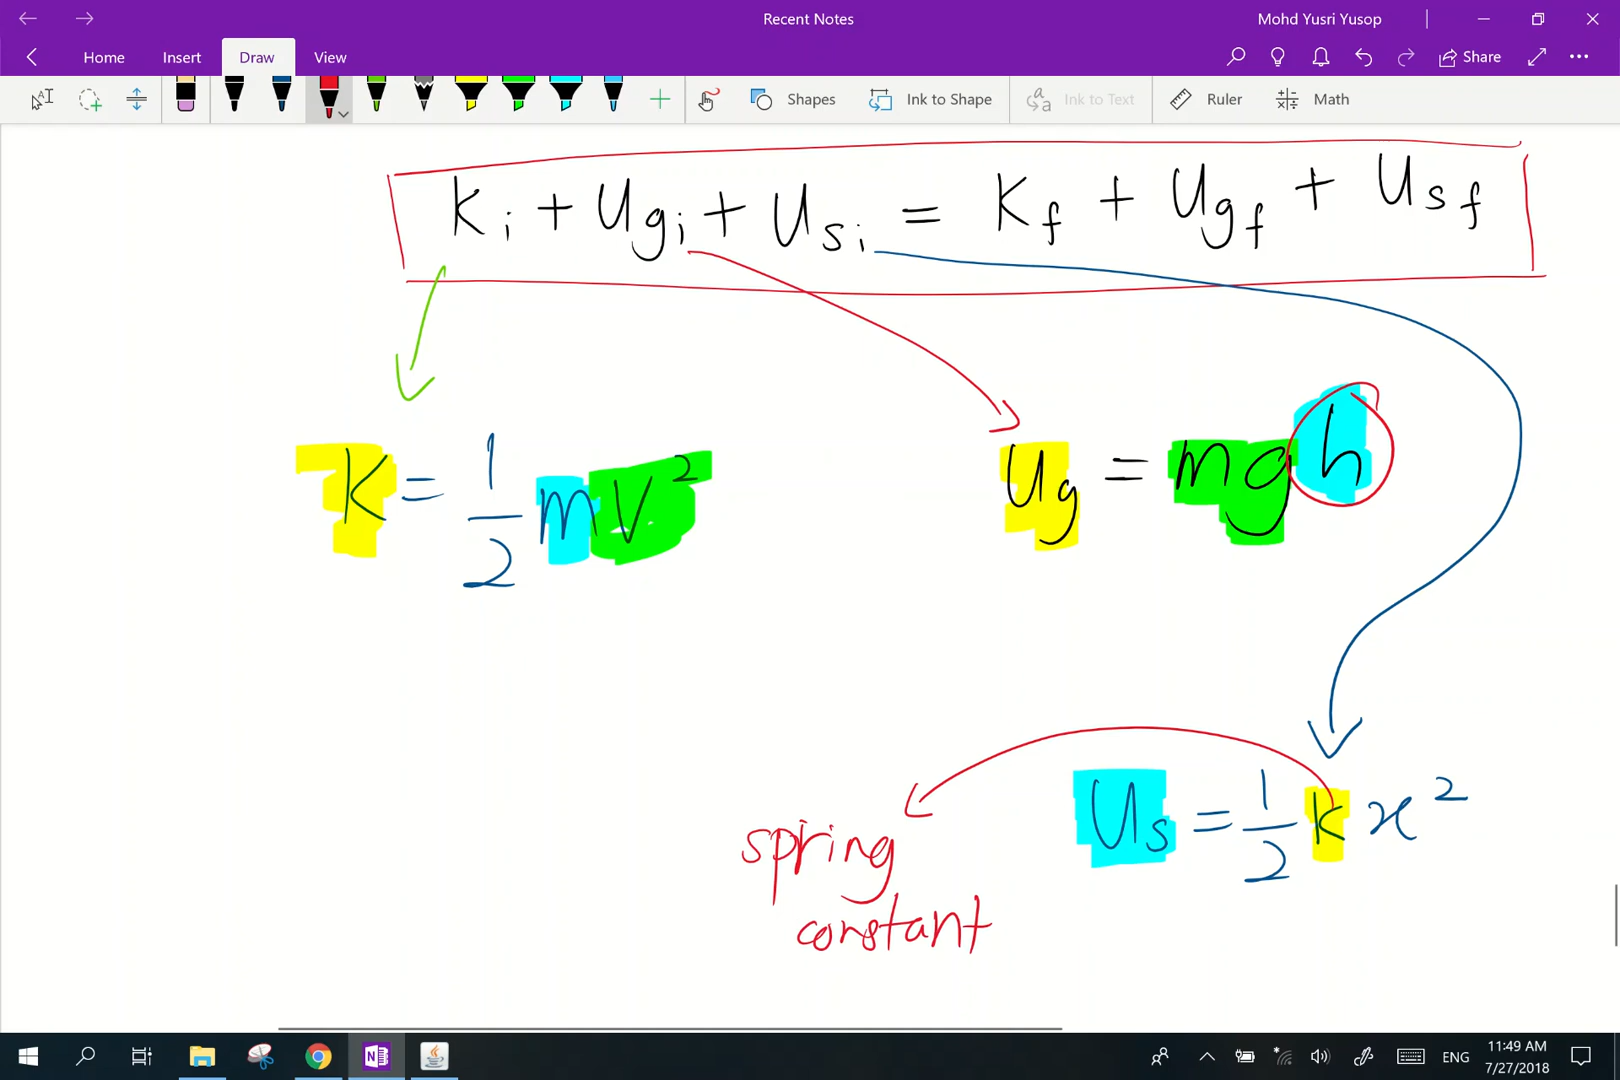 Recent Notes
Mohd Yusri Yusop
Home Insert Draw View
Share
Shapes Ink to Shape Ink to Text Ruler Math
Ki + Ugi + Usi = Kf + Ugf + Usf
K = 1/2 mv²
Ug = mgh
Us = 1/2 kx²
spring
constant
ENG
11:49 AM
7/27/2018